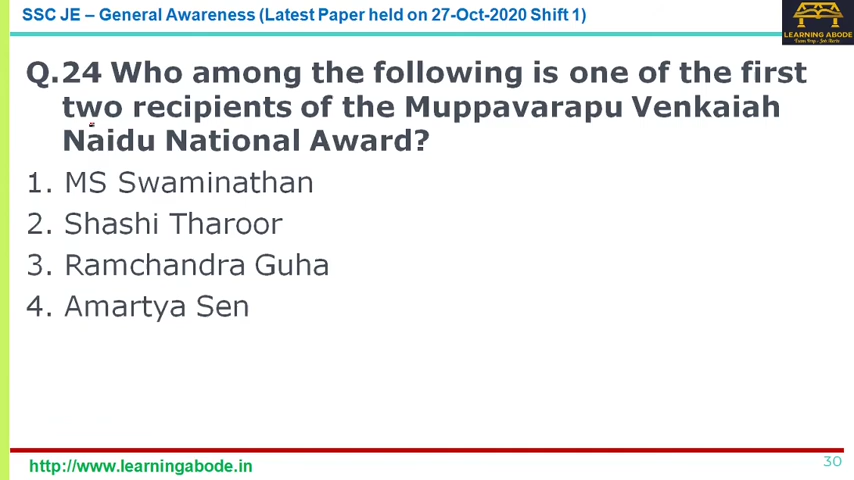 SSC JE – General Awareness (Latest Paper held on 27-Oct-2020 Shift 1)
LEARNING ABODE
Q.24 Who among the following is one of the first
two recipients of the Muppavarapu Venkaiah
Naidu National Award?
1. MS Swaminathan
2. Shashi Tharoor
3. Ramchandra Guha
4. Amartya Sen
http://www.learningabode.in
30